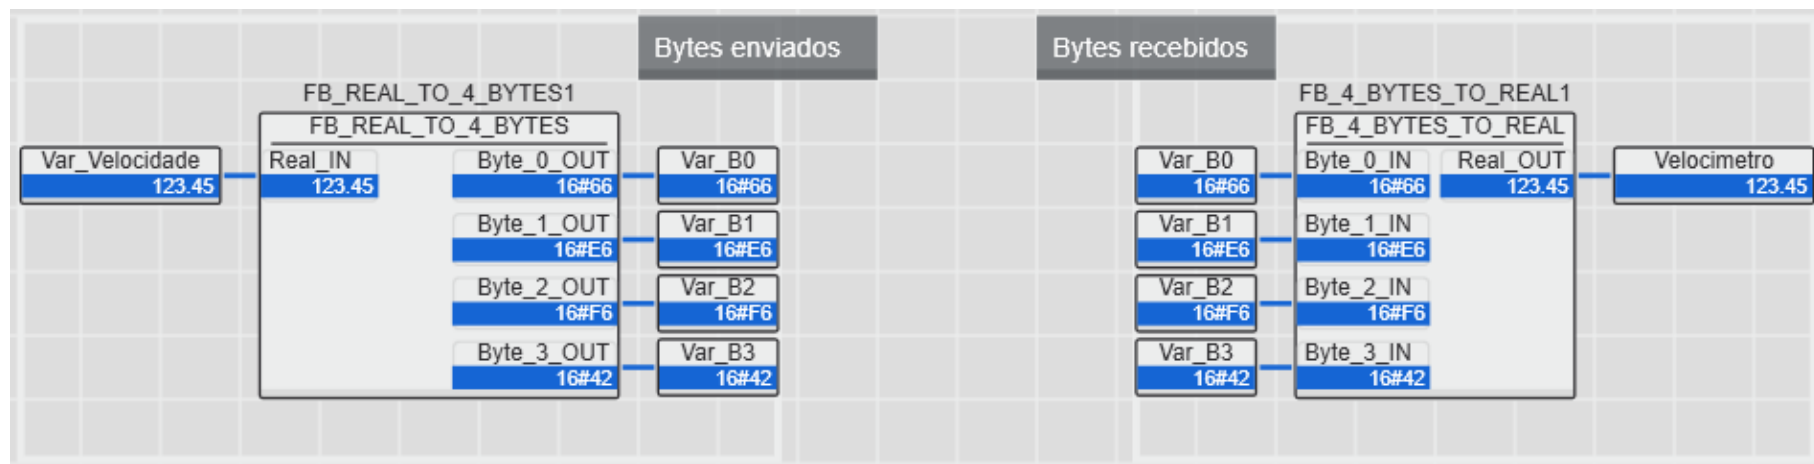 Bytes enviados
Bytes recebidos
FB_REAL_TO_4_BYTES1
FB_REAL_TO_4_BYTES
Var_Velocidade
123.45
Real_IN
123.45
Byte_0_OUT
16#66
Var_B0
16#66
Byte_1_OUT
16#E6
Var_B1
16#E6
Byte_2_OUT
16#F6
Var_B2
16#F6
Byte_3_OUT
16#42
Var_B3
16#42
FB_4_BYTES_TO_REAL1
FB_4_BYTES_TO_REAL
Var_B0
16#66
Byte_0_IN
16#66
Real_OUT
123.45
Velocimetro
123.45
Var_B1
16#E6
Byte_1_IN
16#E6
Var_B2
16#F6
Byte_2_IN
16#F6
Var_B3
16#42
Byte_3_IN
16#42